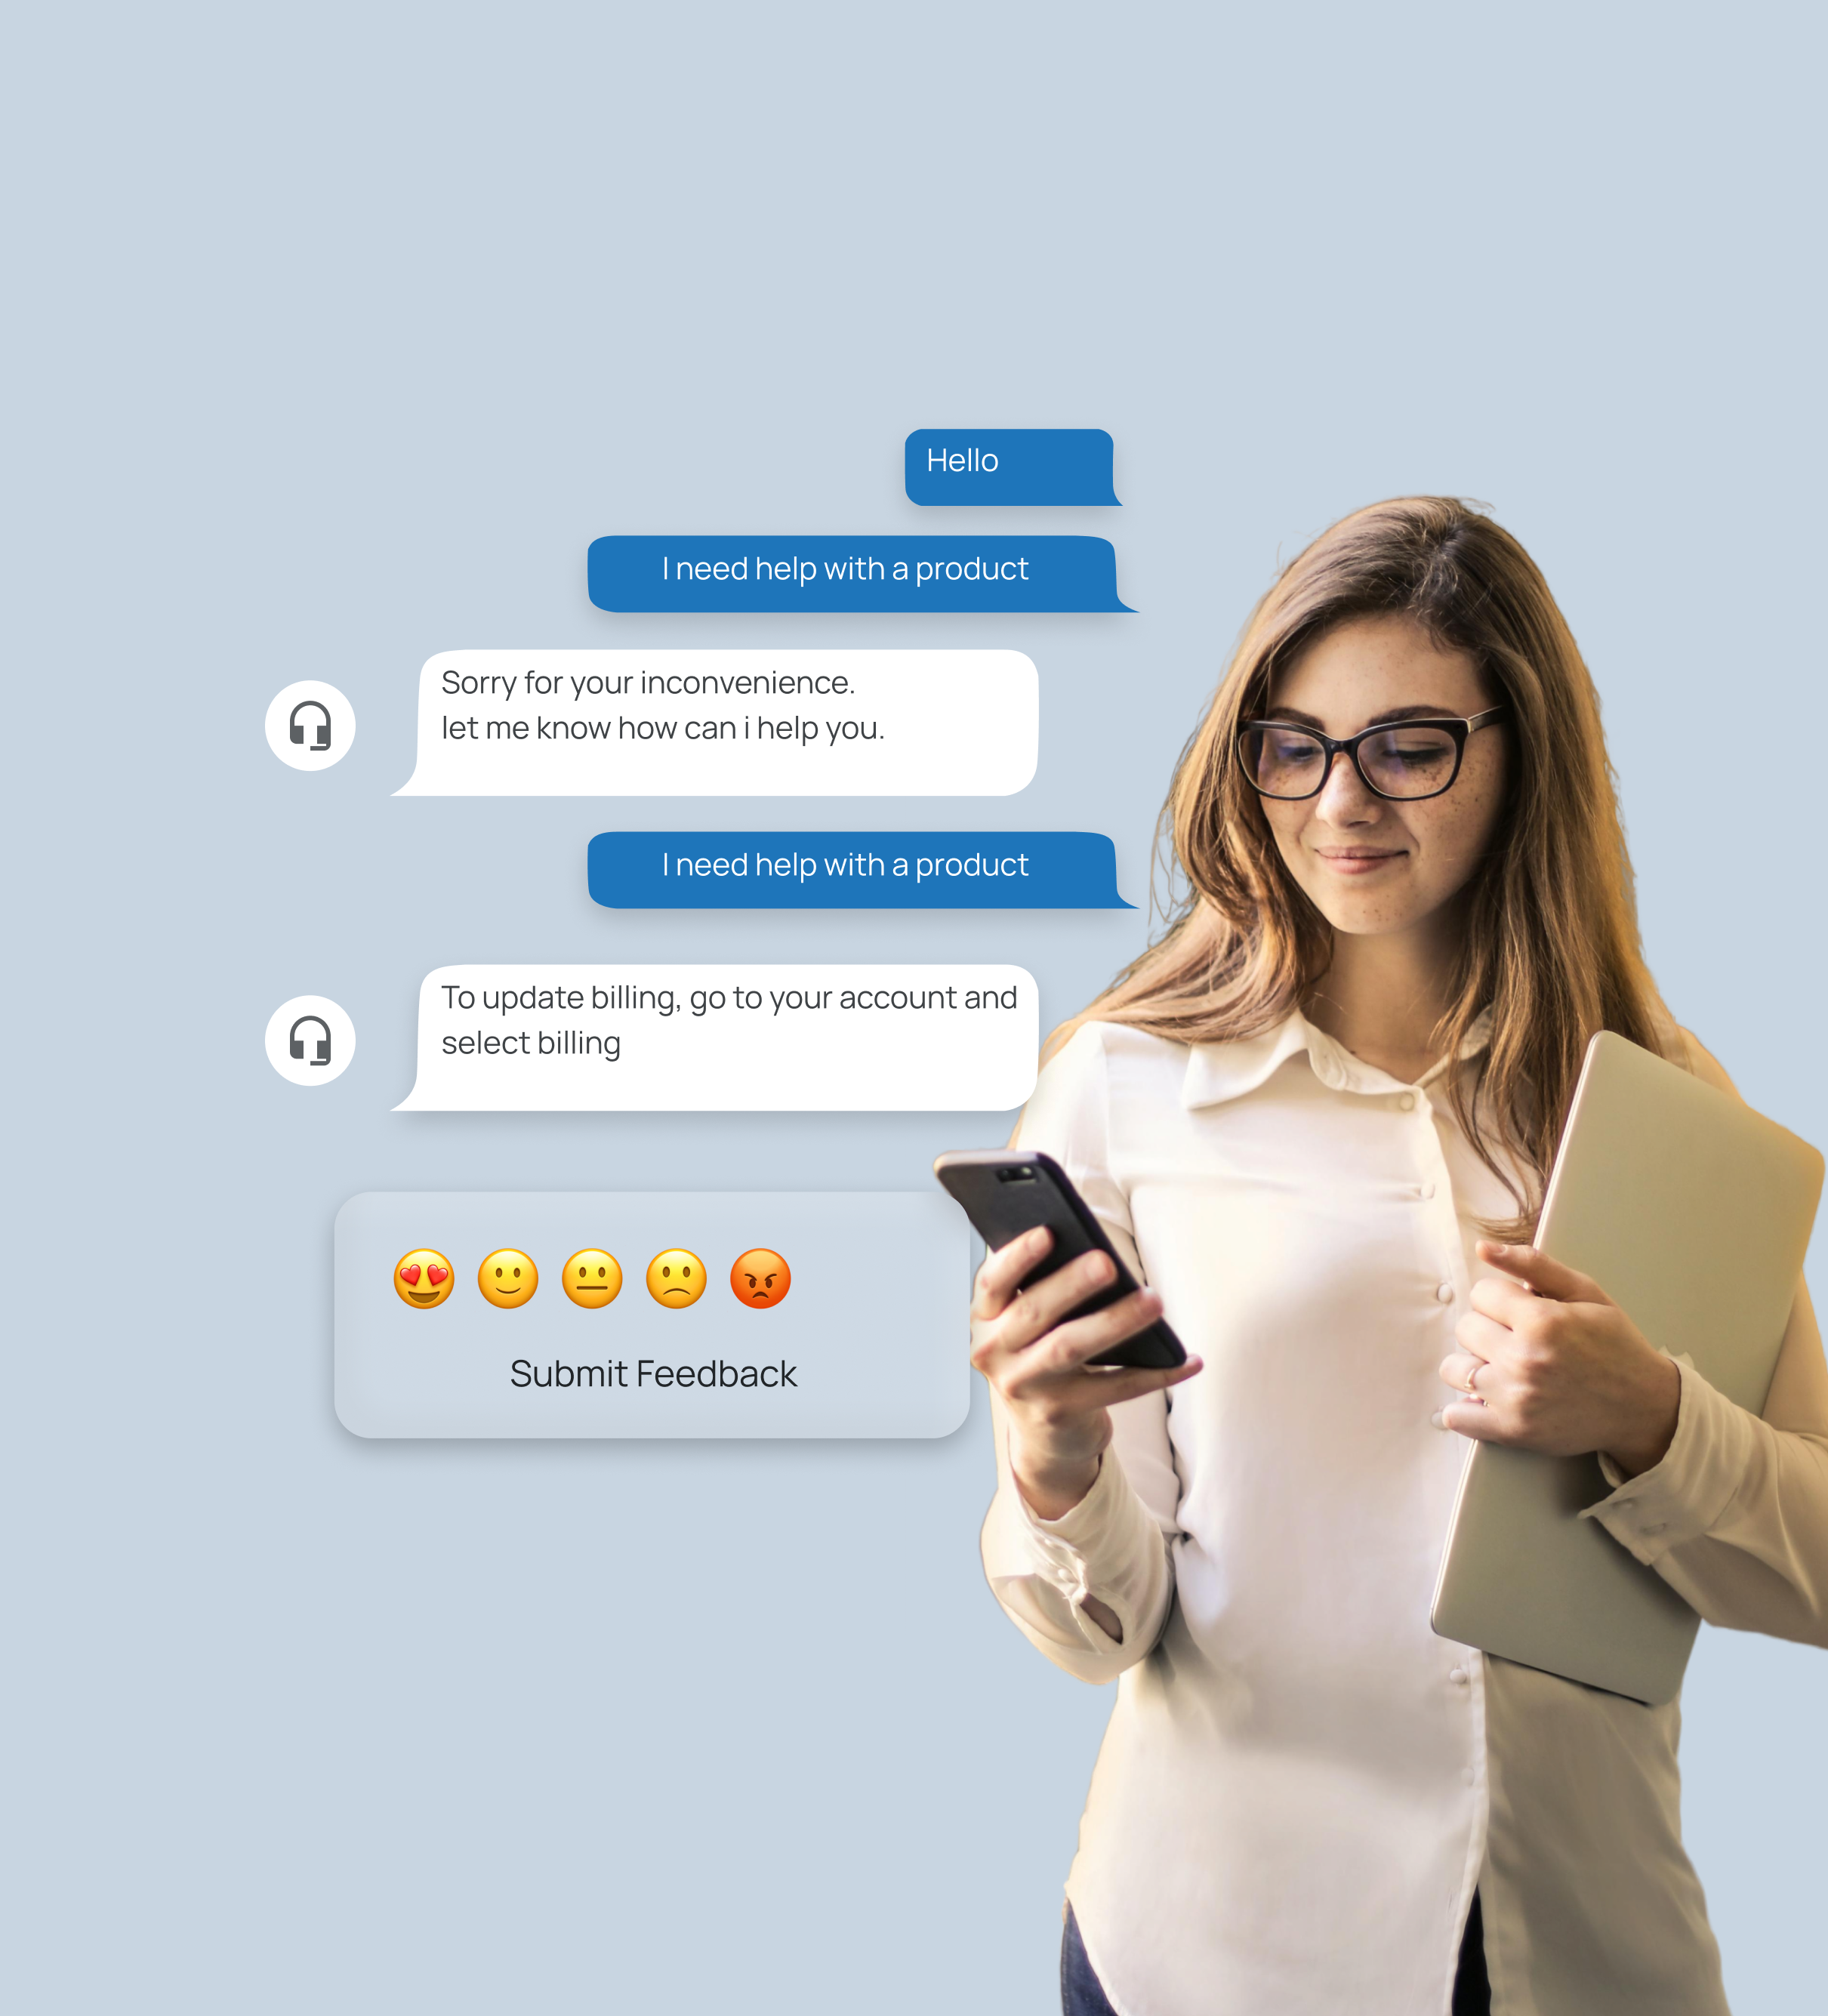 Hello
I need help with a product
Sorry for your inconvenience.
let me know how can i help you.
I need help with a product
To update billing, go to your account and
select billing
Submit Feedback